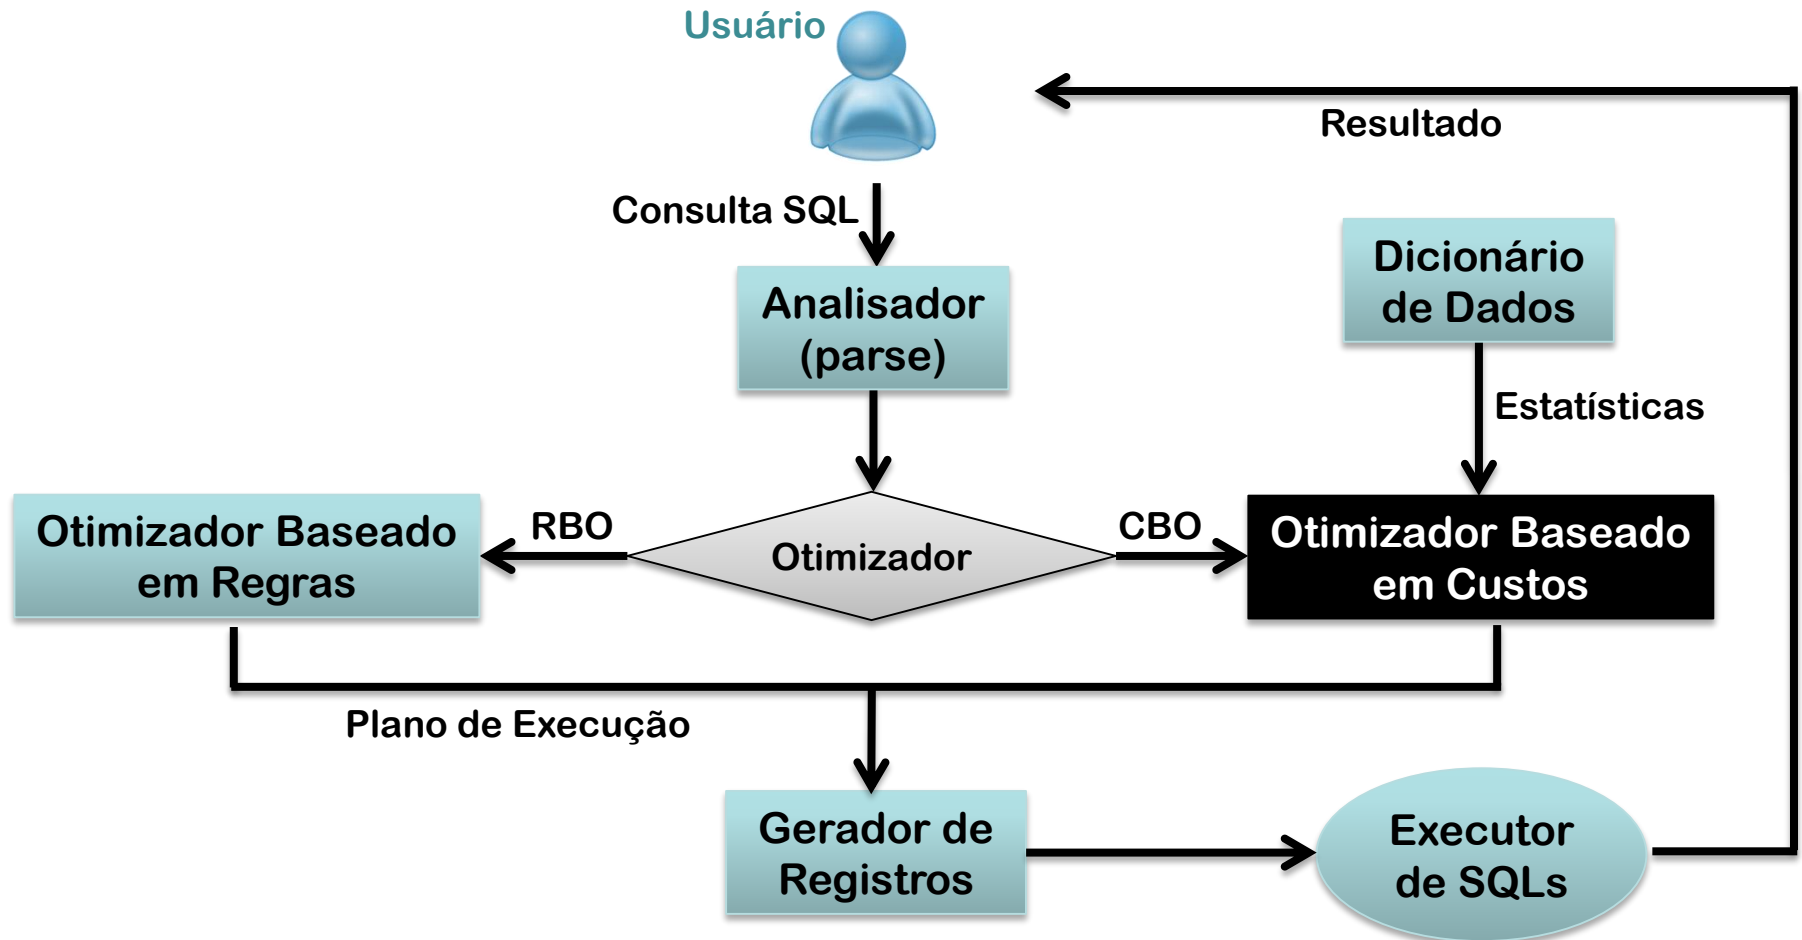 Usuário
Resultado
Consulta SQL
Dicionário
de Dados
Analisador
(parse)
Estatísticas
Otimizador Baseado
em Regras
RBO
Otimizador
CBO
Otimizador Baseado
em Custos
Plano de Execução
Gerador de
Registros
Executor
de SQLs